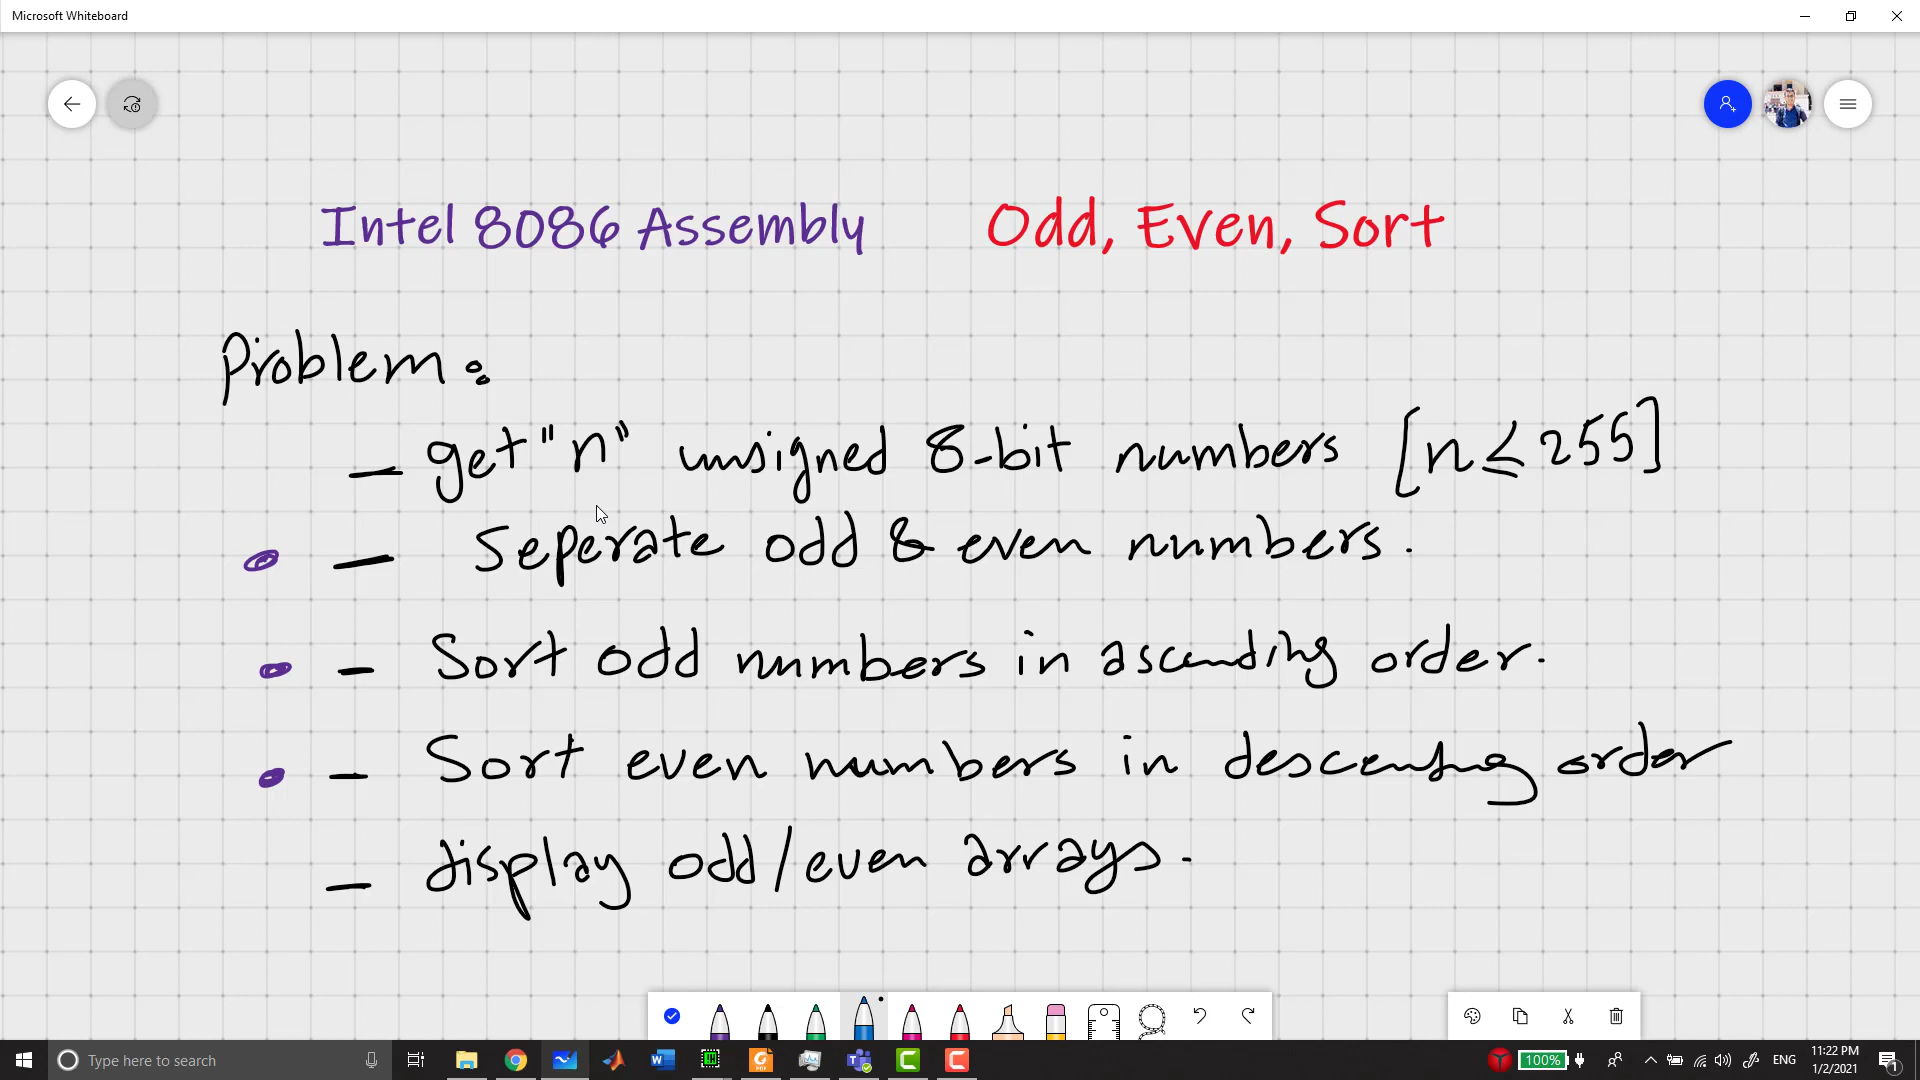 Microsoft Whiteboard
Intel 8086 Assembly Odd, Even, Sort
Problem :
— get "n" unsigned 8-bit numbers [n ≤ 255]
— Seperate odd & even numbers.
— Sort odd numbers in ascending order.
— Sort even numbers in descenting order
— display odd/even arrays.
Type here to search
100%
ENG
11:22 PM
1/2/2021